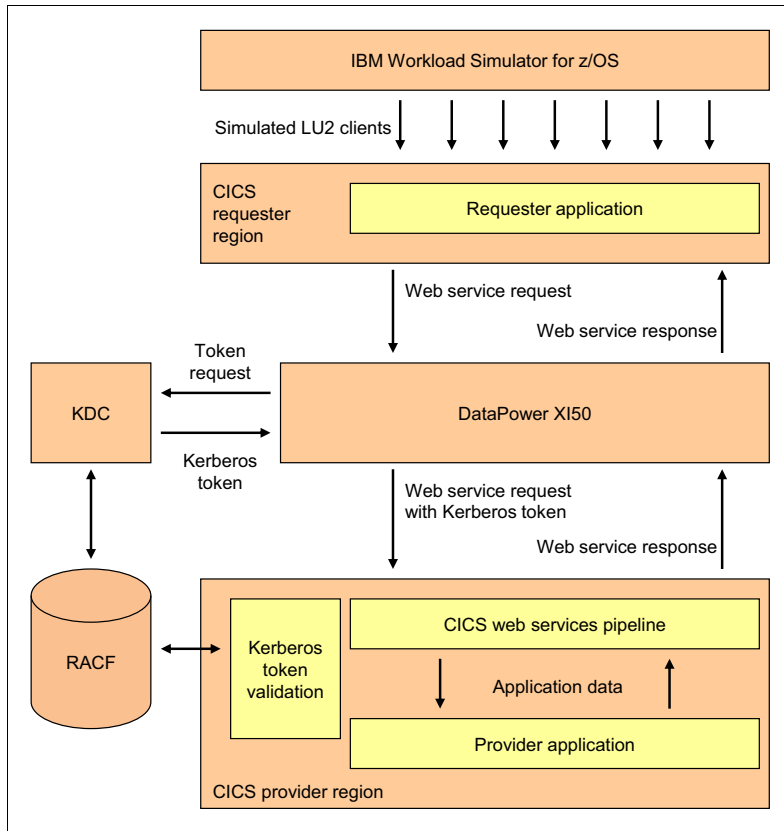 IBM Workload Simulator for z/OS
Simulated LU2 clients
CICS
requester
region
Requester application
Web service request
Web service response
Token
request
KDC
DataPower XI50
Kerberos
token
Web service request
with Kerberos token
Web service response
RACF
Kerberos
token
validation
CICS web services pipeline
Application data
Provider application
CICS provider region